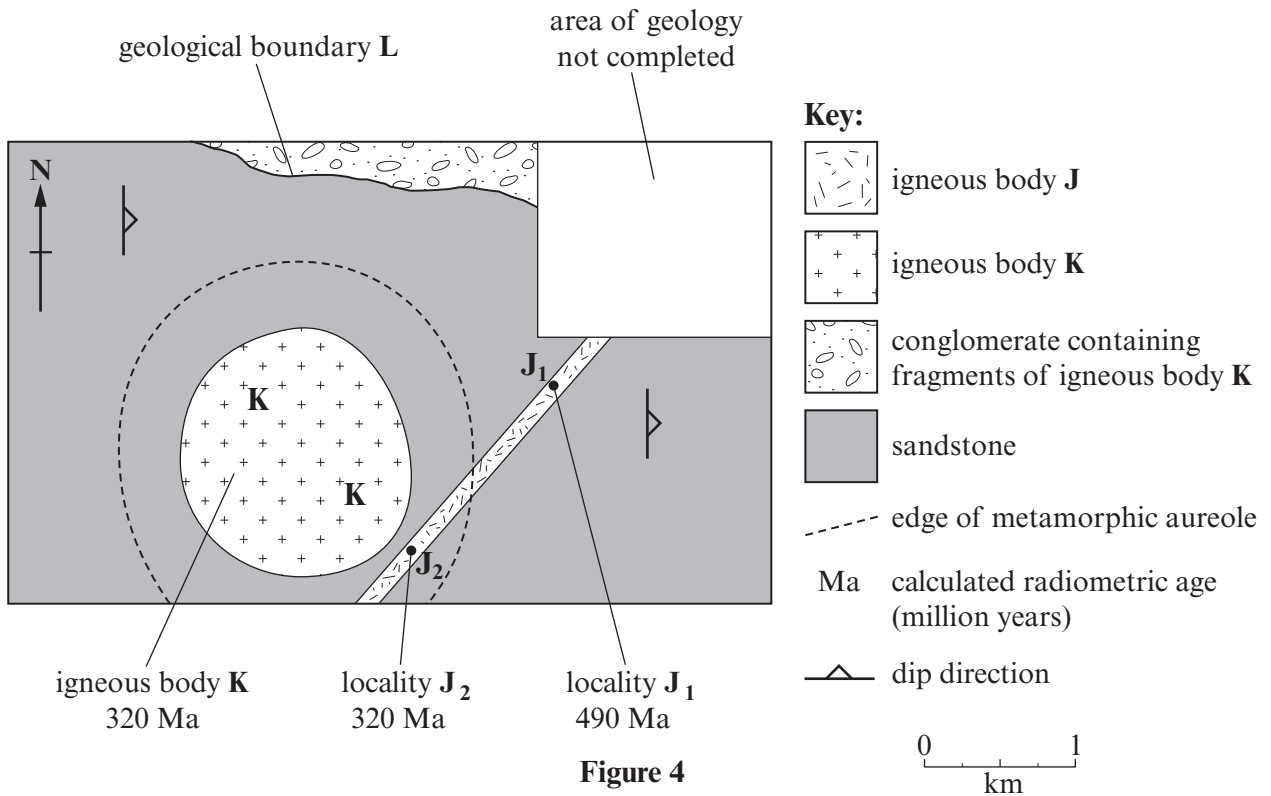 geological boundary L
area of geology
not completed
N
K
K
J1
J2
igneous body K
320 Ma
locality J2
320 Ma
locality J1
490 Ma
Key:
igneous body J
igneous body K
conglomerate containing
fragments of igneous body K
sandstone
edge of metamorphic aureole
Ma calculated radiometric age
(million years)
dip direction
0 1
km
Figure 4